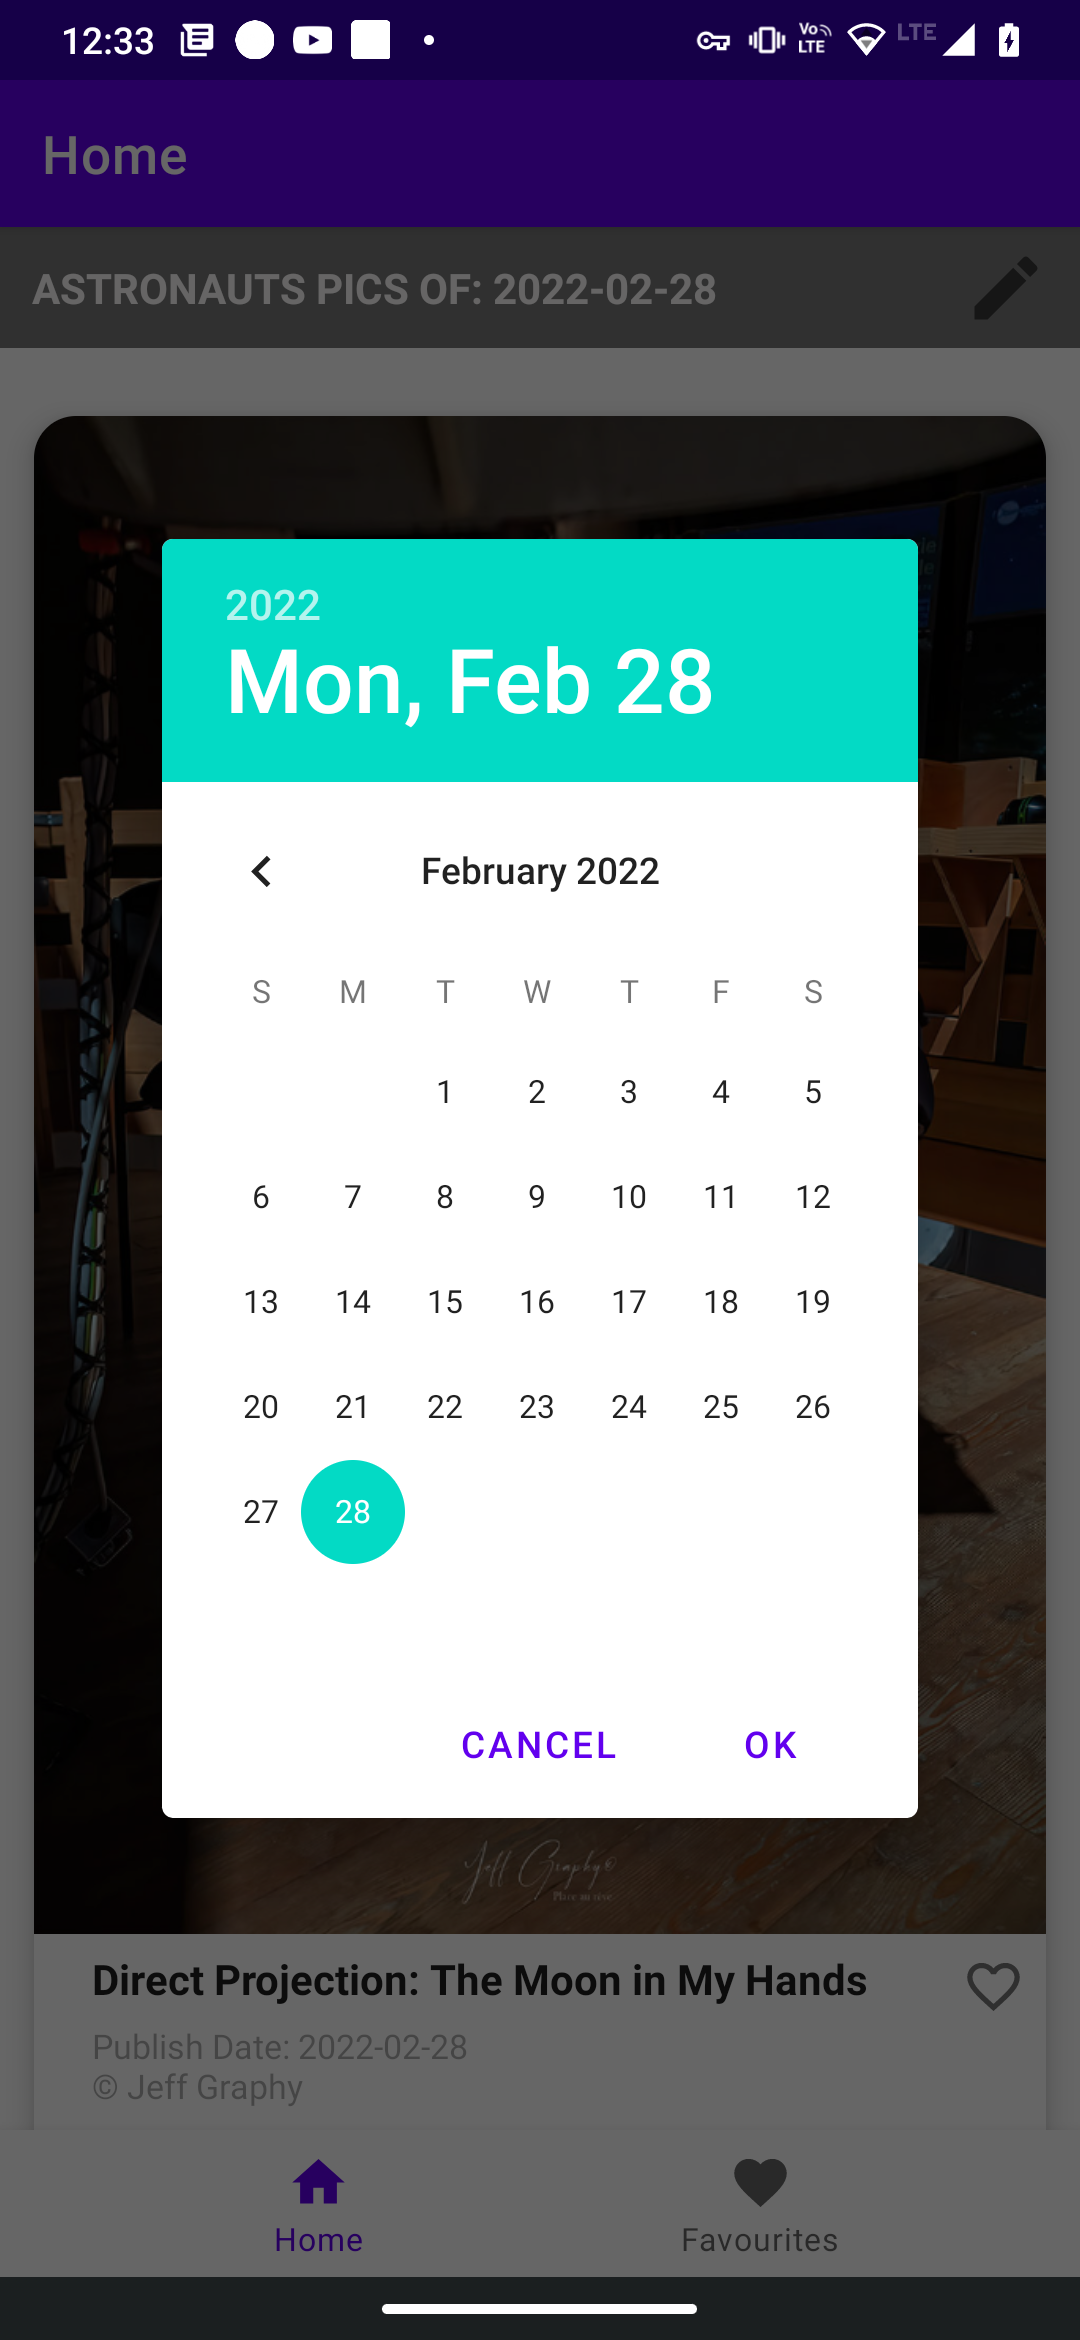 12:33
Vo LTE
LTE
Home
ASTRONAUTS PICS OF: 2022-02-28
2022
Mon, Feb 28
February 2022
S M T W T F S
1 2 3 4 5
6 7 8 9 10 11 12
13 14 15 16 17 18 19
20 21 22 23 24 25 26
27 28
CANCEL OK
Jeff Graphy©
Place au rêve
Direct Projection: The Moon in My Hands
Publish Date: 2022-02-28
© Jeff Graphy
Home Favourites